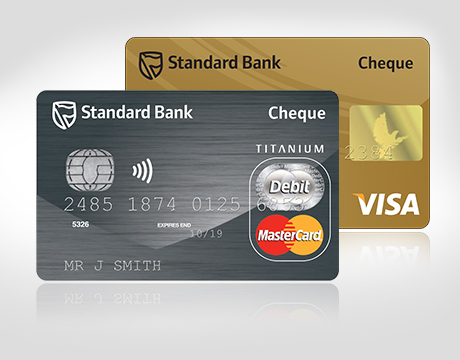 Standard Bank Cheque
2384
VISA
Standard Bank Cheque
TITANIUM
Debit
2485 1874 0125
5326 EXPIRES END
10/19
MasterCard
MR J SMITH